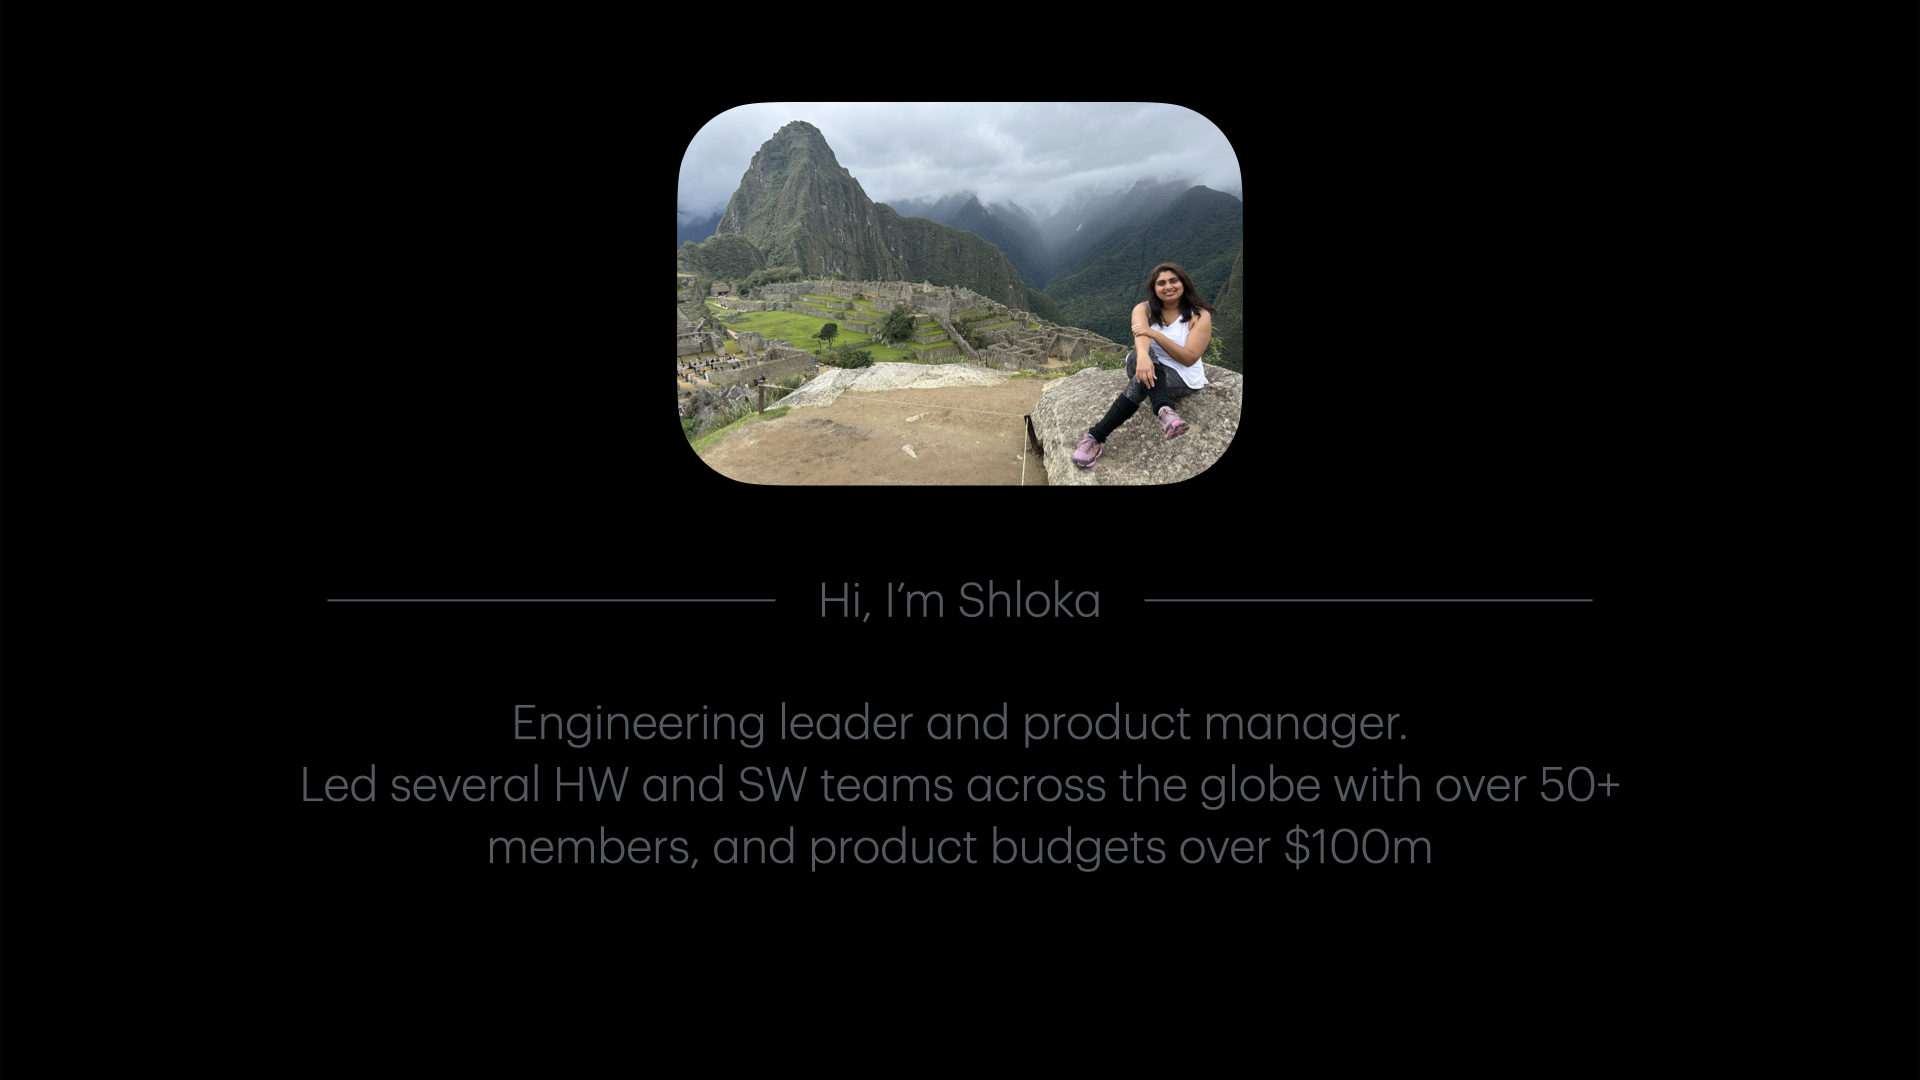 Hi, I’m Shloka
Engineering leader and product manager.
Led several HW and SW teams across the globe with over 50+
members, and product budgets over $100m